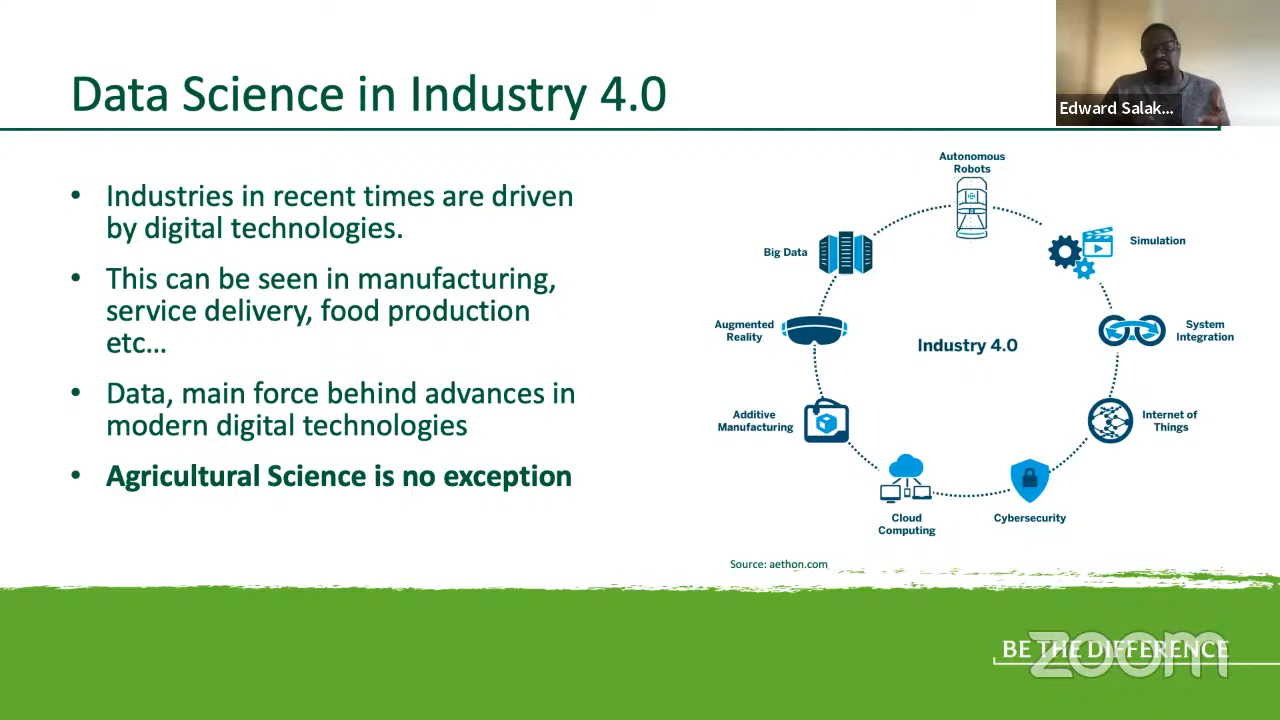 Data Science in Industry 4.0
Edward Salak...
• Industries in recent times are driven
by digital technologies.
• This can be seen in manufacturing,
service delivery, food production
etc...
• Data, main force behind advances in
modern digital technologies
• Agricultural Science is no exception
Autonomous
Robots
Simulation
System
Integration
Internet of
Things
Cybersecurity
Cloud
Computing
Additive
Manufacturing
Augmented
Reality
Big Data
Industry 4.0
Source: aethon.com
BE THE DIFFERENCE
zoom